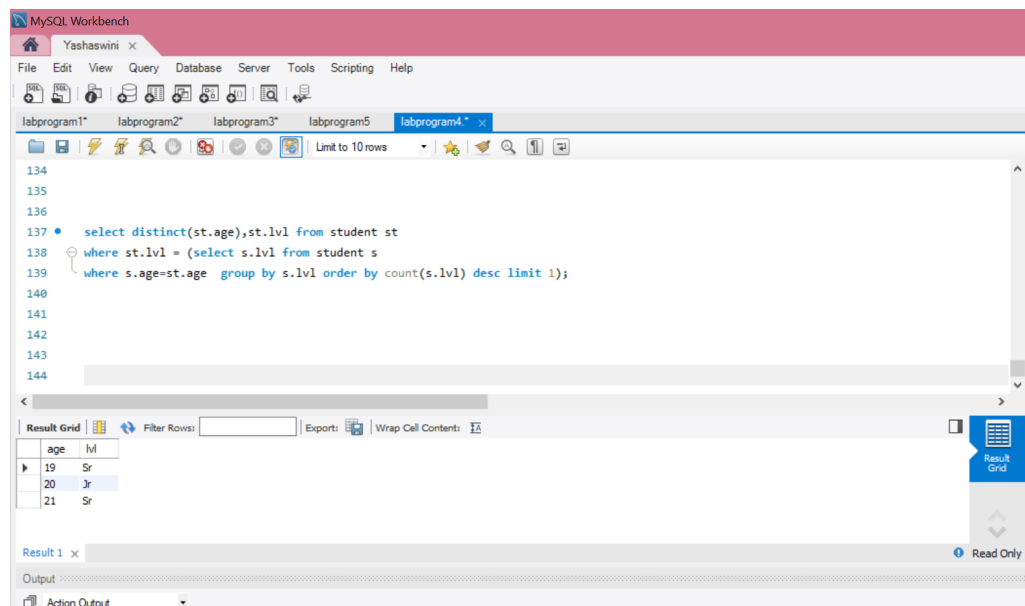 MySQL Workbench
Yashaswini
File Edit View Query Database Server Tools Scripting Help
labprogram1* labprogram2* labprogram3* labprogram5 labprogram4.*
Limit to 10 rows
134
135
136
137 select distinct(st.age),st.lvl from student st
138 where st.lvl = (select s.lvl from student s
139 where s.age=st.age  group by s.lvl order by count(s.lvl) desc limit 1);
140
141
142
143
144
Result Grid Filter Rows: Export: Wrap Cell Content: IA
age lvl
19 Sr
20 Jr
21 Sr
Result Grid
Result 1 Read Only
Output
Action Output